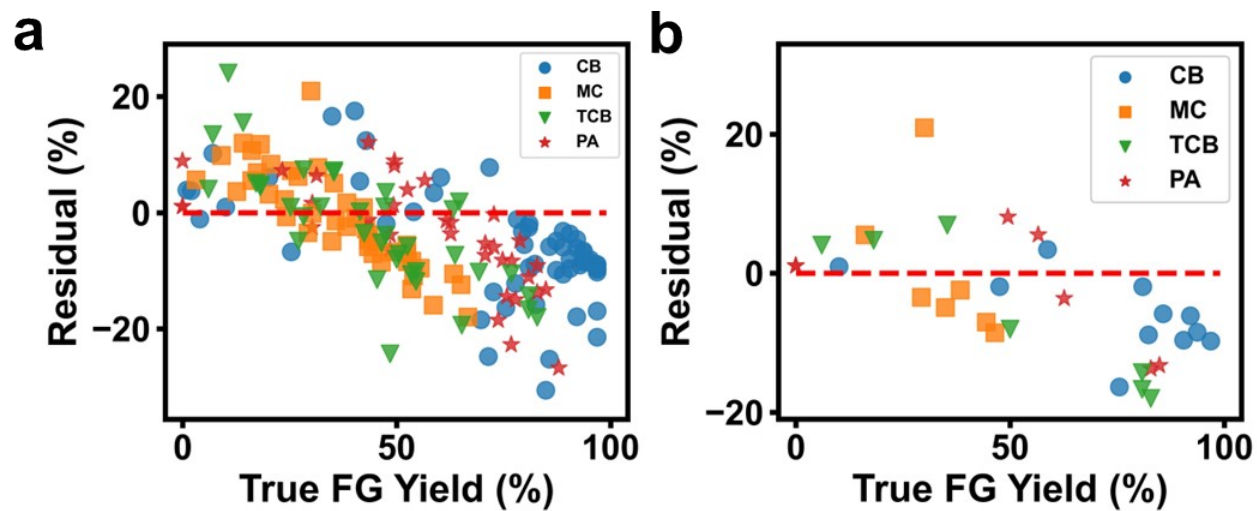 a
20
0
−20
Residual (%)
0
50
100
True FG Yield (%)
CB
MC
TCB
PA
b
20
0
−20
Residual (%)
0
50
100
True FG Yield (%)
CB
MC
TCB
PA